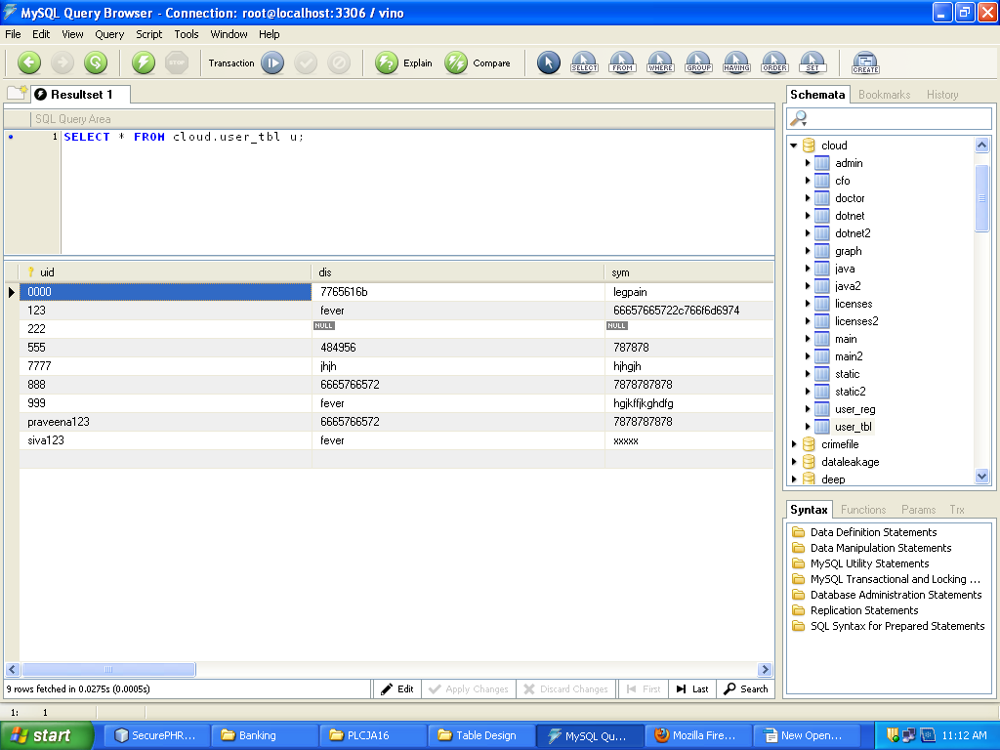 MySQL Query Browser - Connection: root@localhost:3306 / vino
File Edit View Query Script Tools Window Help
STOP Transaction Explain Compare SELECT FROM WHERE GROUP HAVING ORDER SET CREATE
Resultset 1
SQL Query Area
1 SELECT * FROM cloud.user_tbl u;
uid dis sym
0000 7765616b legpain
123 fever 66657665722c766f6d6974
222 NULL NULL
555 484956 787878
7777 jhjh hjhgjh
888 6665766572 7878787878
999 fever hgjkffjkghdfg
praveena123 6665766572 7878787878
siva123 fever xxxxx
9 rows fetched in 0.0275s (0.0005s) Edit Apply Changes Discard Changes First Last Search
1: 1
Schemata Bookmarks History
cloud
admin
cfo
doctor
dotnet
dotnet2
graph
java
java2
licenses
licenses2
main
main2
static
static2
user_reg
user_tbl
crimefile
dataleakage
deep
Syntax Functions Params Trx
Data Definition Statements
Data Manipulation Statements
MySQL Utility Statements
MySQL Transactional and Locking ...
Database Administration Statements
Replication Statements
SQL Syntax for Prepared Statements
start SecurePHR... Banking PLCJA16 Table Design MySQL Qu... Mozilla Fire... New Open... 11:12 AM